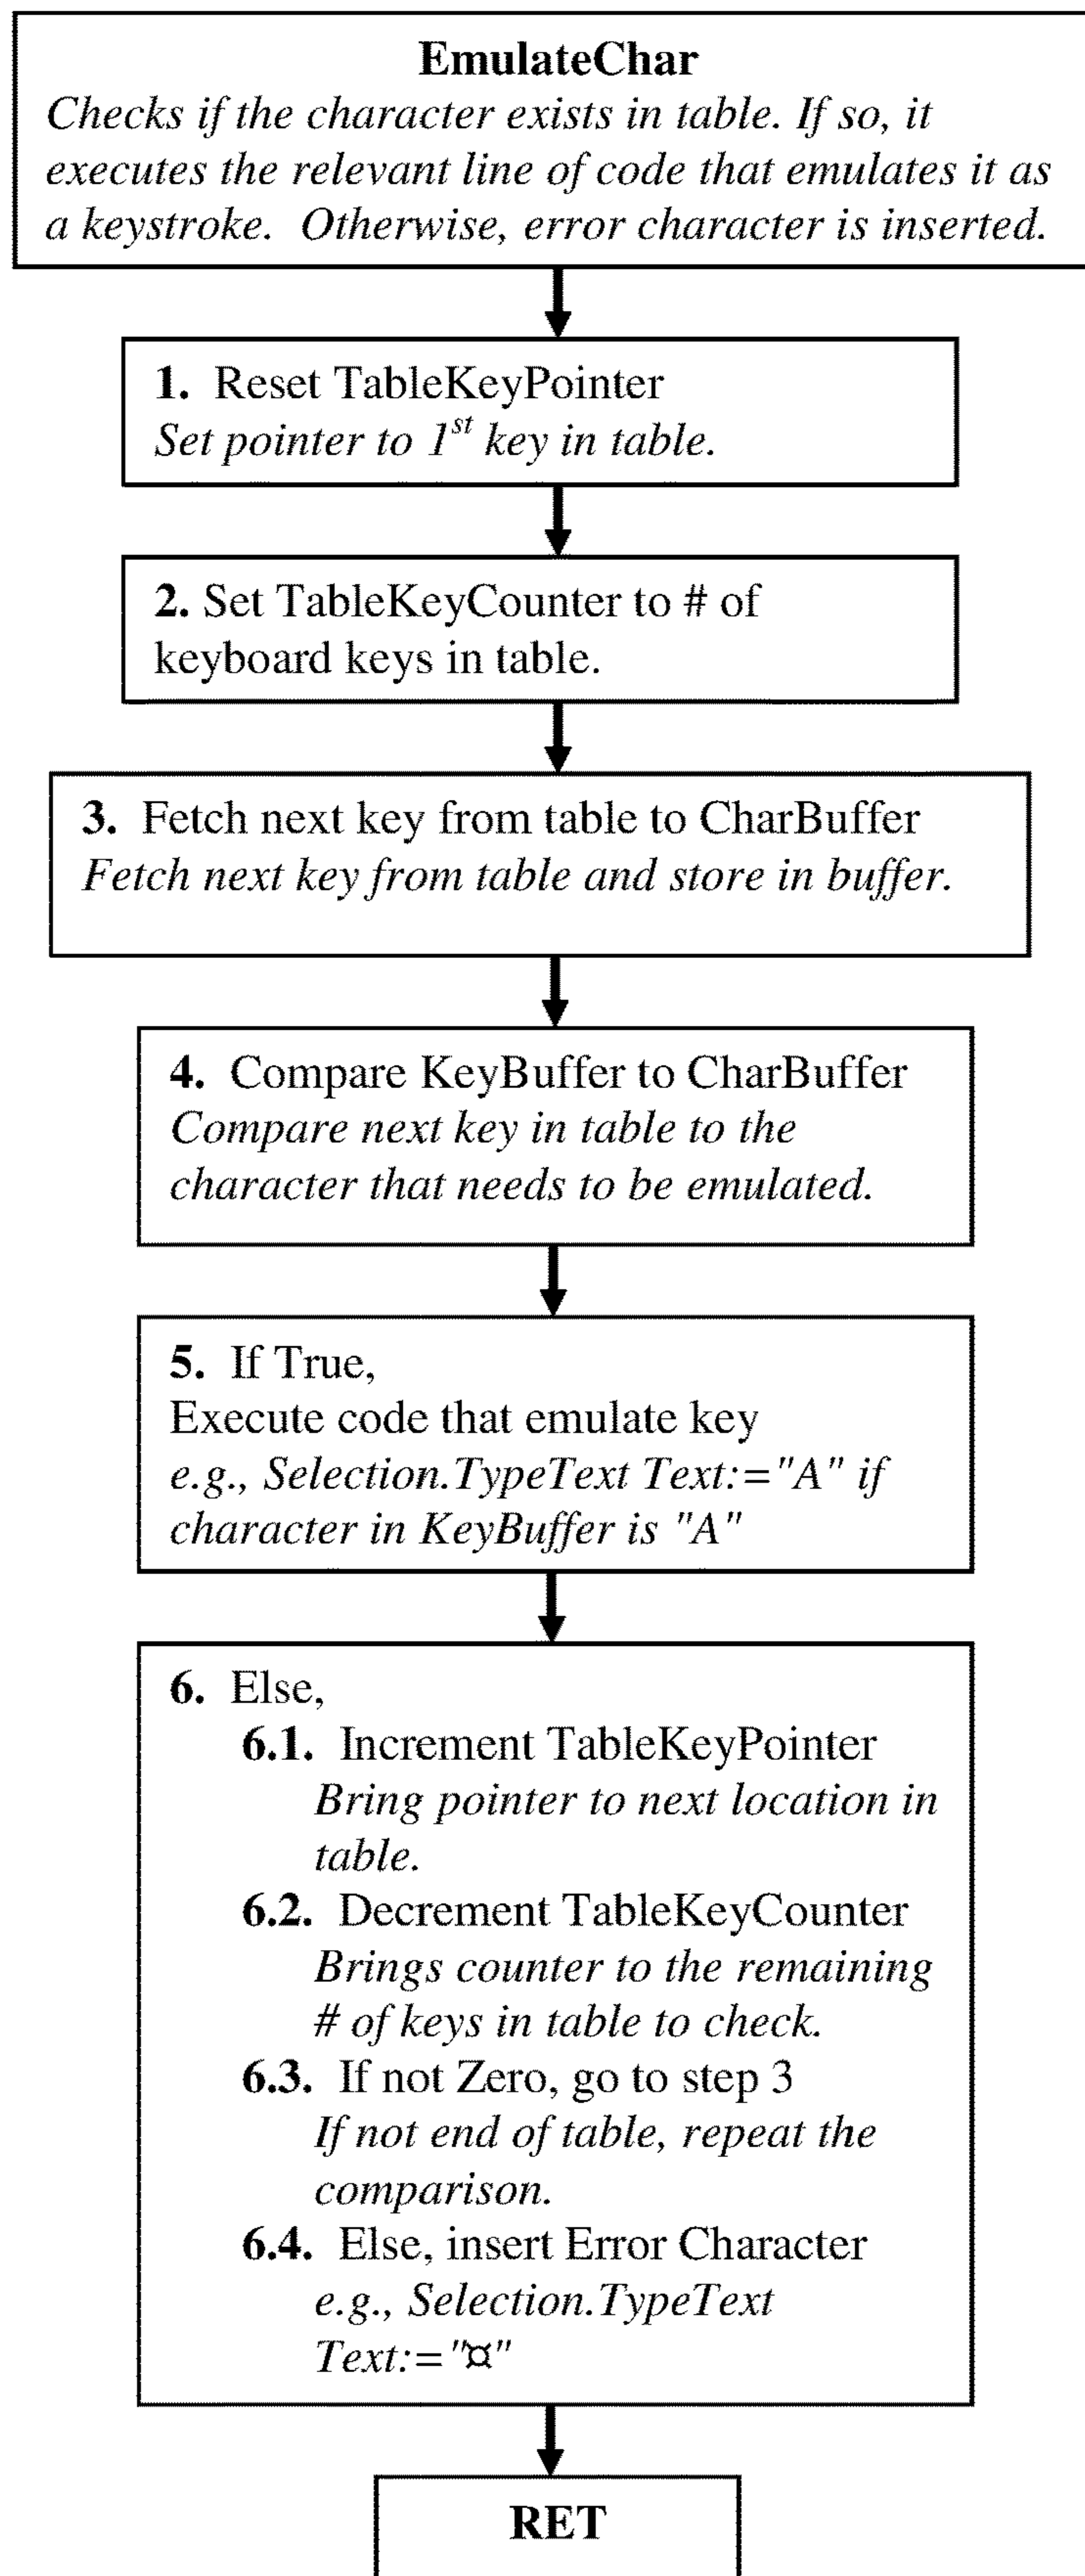 EmulateChar
Checks if the character exists in table. If so, it
executes the relevant line of code that emulates it as
a keystroke. Otherwise, error character is inserted.
1. Reset TableKeyPointer
Set pointer to 1st key in table.
2. Set TableKeyCounter to # of
keyboard keys in table.
3. Fetch next key from table to CharBuffer
Fetch next key from table and store in buffer.
4. Compare KeyBuffer to CharBuffer
Compare next key in table to the
character that needs to be emulated.
5. If True,
Execute code that emulate key
e.g., Selection.TypeText Text:="A" if
character in KeyBuffer is "A"
6. Else,
6.1. Increment TableKeyPointer
Bring pointer to next location in
table.
6.2. Decrement TableKeyCounter
Brings counter to the remaining
# of keys in table to check.
6.3. If not Zero, go to step 3
If not end of table, repeat the
comparison.
6.4. Else, insert Error Character
e.g., Selection.TypeText
Text:="¤"
RET